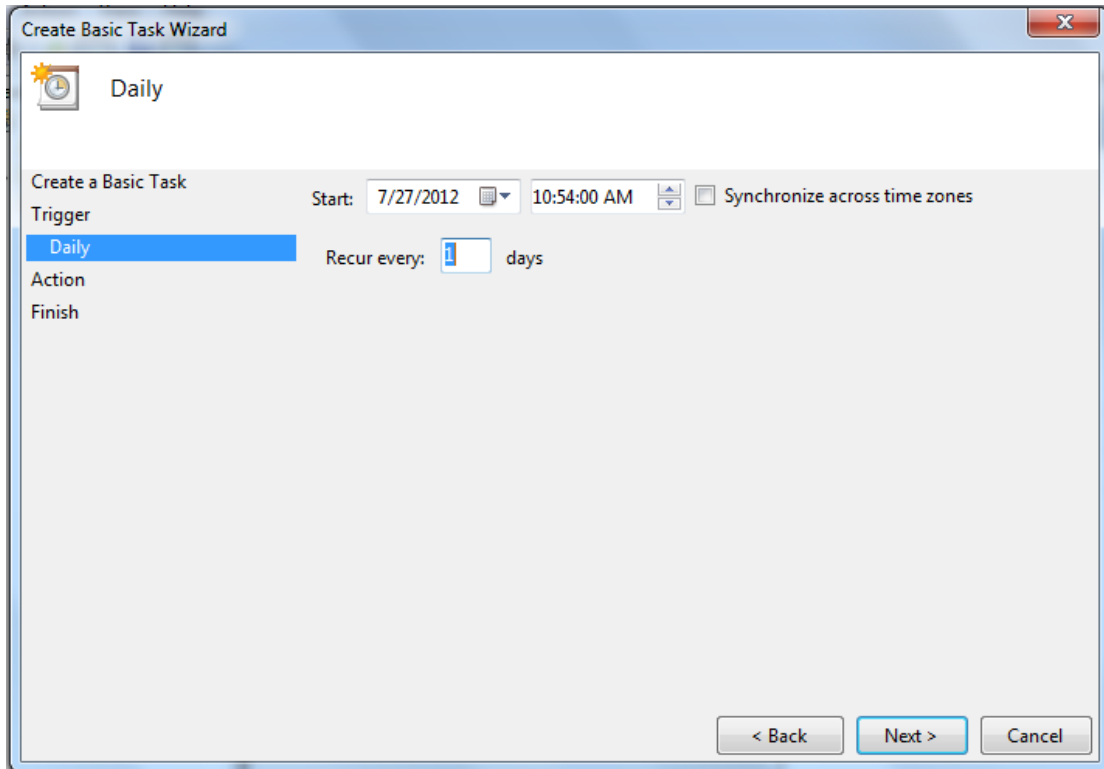 Create Basic Task Wizard
Daily
Create a Basic Task
Trigger
Daily
Action
Finish
Start: 7/27/2012 10:54:00 AM Synchronize across time zones
Recur every: 1 days
< Back Next > Cancel